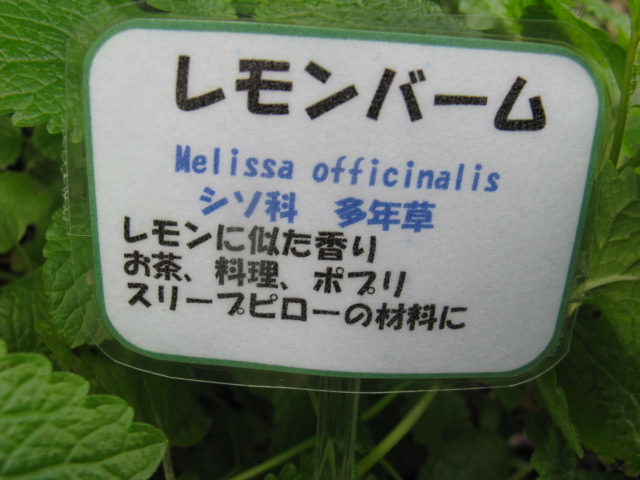 レモンバーム
Melissa officinalis
シソ科　多年草
レモンに似た香り
お茶、料理、ポプリ
スリープピローの材料に